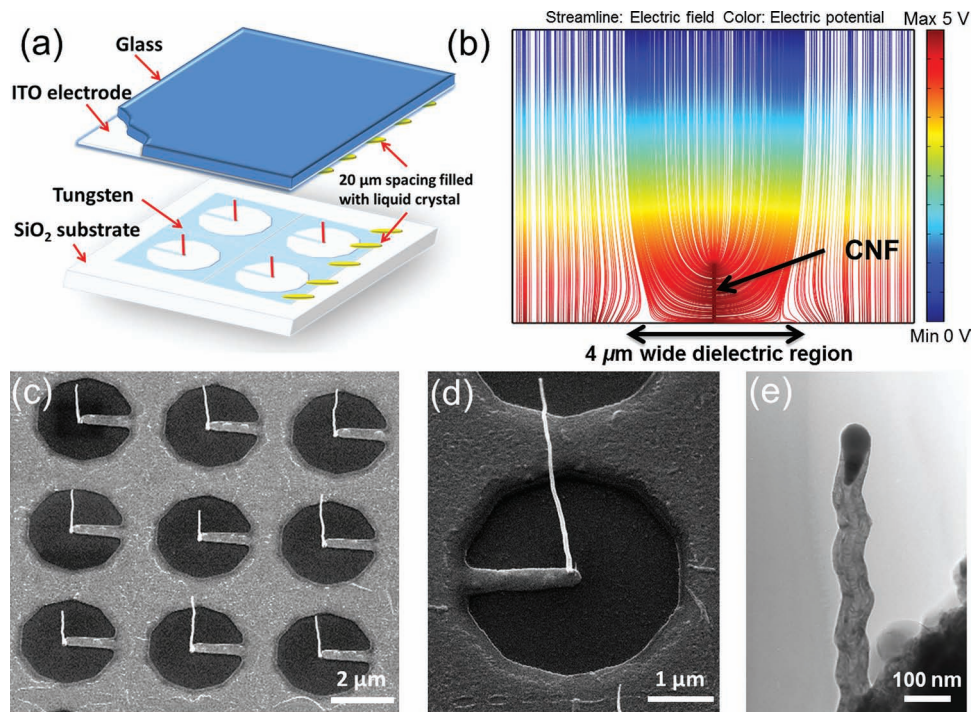 (a)
Glass
ITO electrode
Tungsten
SiO₂ substrate
20 µm spacing filled
with liquid crystal
Streamline: Electric field Color: Electric potential
Max 5 V
(b)
CNF
Min 0 V
4 µm wide dielectric region
(c)
2 µm
(d)
1 µm
(e)
100 nm